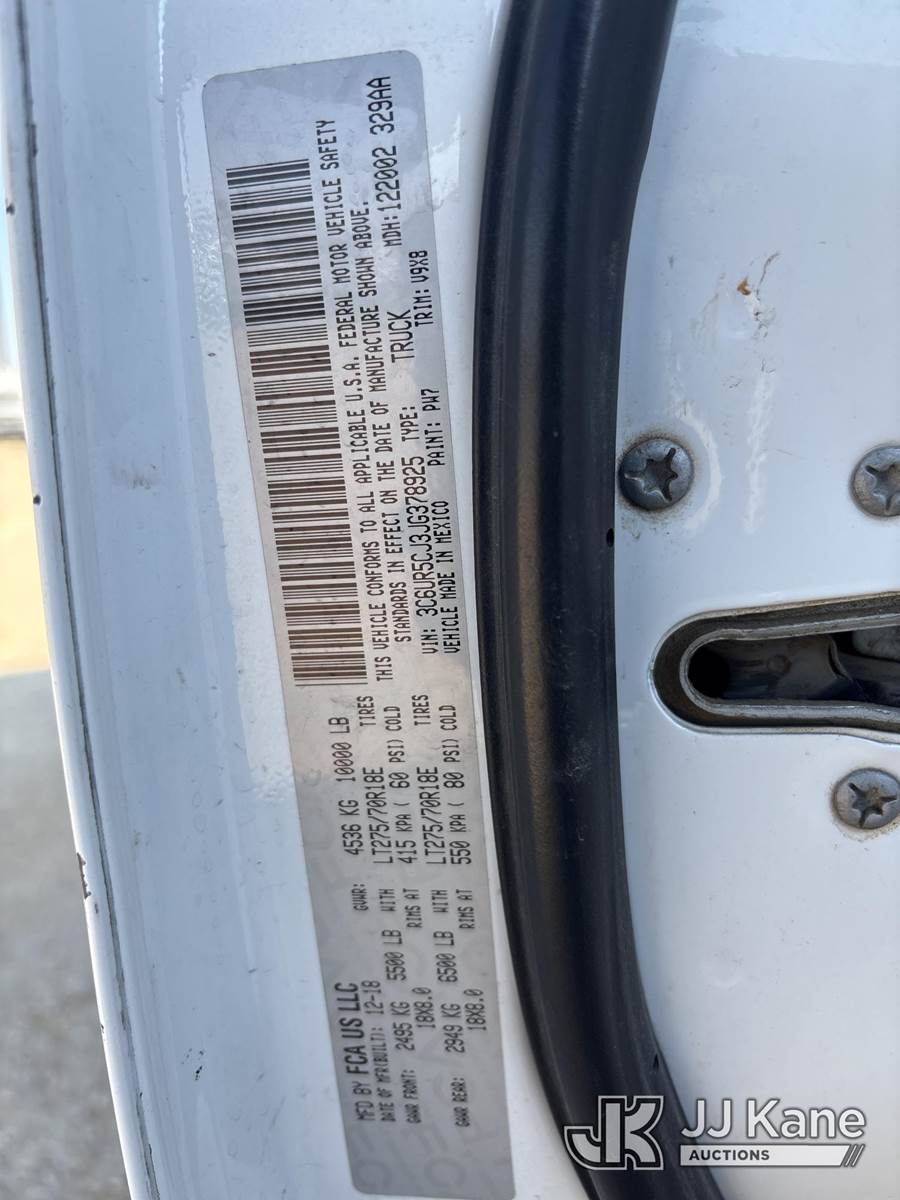 MFD BY FCA US LLC
DATE OF MFR(BUILT): 12-18 GVWR: 4536 KG 10000 LB
GAWR FRONT: 2495 KG 5500 LB WITH LT275/70R18E TIRES
18X8.0 RIMS AT 415 KPA ( 60 PSI) COLD
GAWR REAR: 2949 KG 6500 LB WITH LT275/70R18E TIRES
18X8.0 RIMS AT 550 KPA ( 80 PSI) COLD
THIS VEHICLE CONFORMS TO ALL APPLICABLE U.S.A. FEDERAL MOTOR VEHICLE SAFETY
STANDARDS IN EFFECT ON THE DATE OF MANUFACTURE SHOWN ABOVE.
MDH:122002 329AA
VIN: 3C6UR5CJ3JG378925 TYPE: TRUCK
VEHICLE MADE IN MEXICO PAINT: PW7 TRIM: V9X8
JK JJ Kane
AUCTIONS